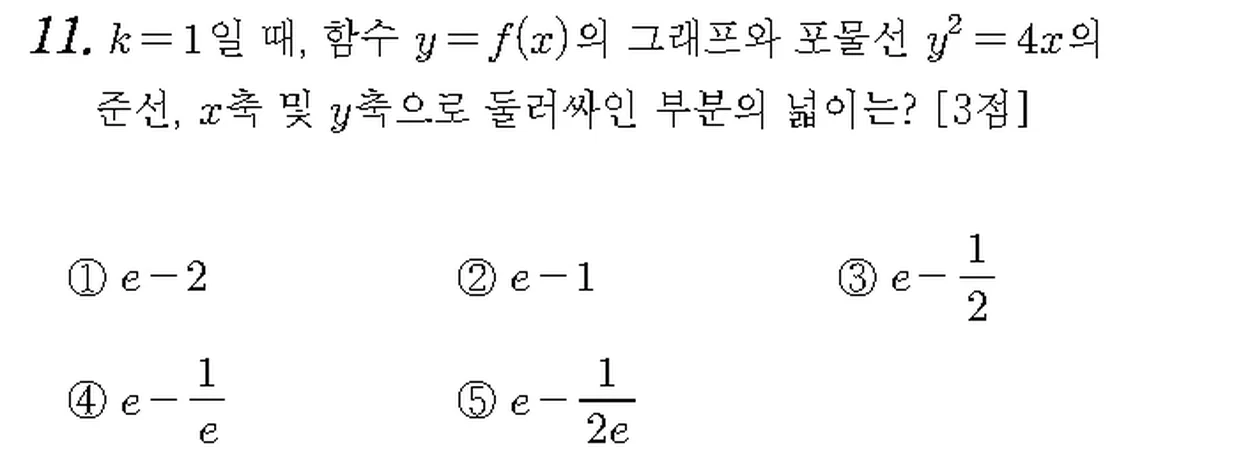 11. k=1일 때, 함수 y=f(x)의 그래프와 포물선 y²=4x의
준선, x축 및 y축으로 둘러싸인 부분의 넓이는? [3점]
① e-2 ② e-1 ③ e-1/2
④ e-1/e ⑤ e-1/2e